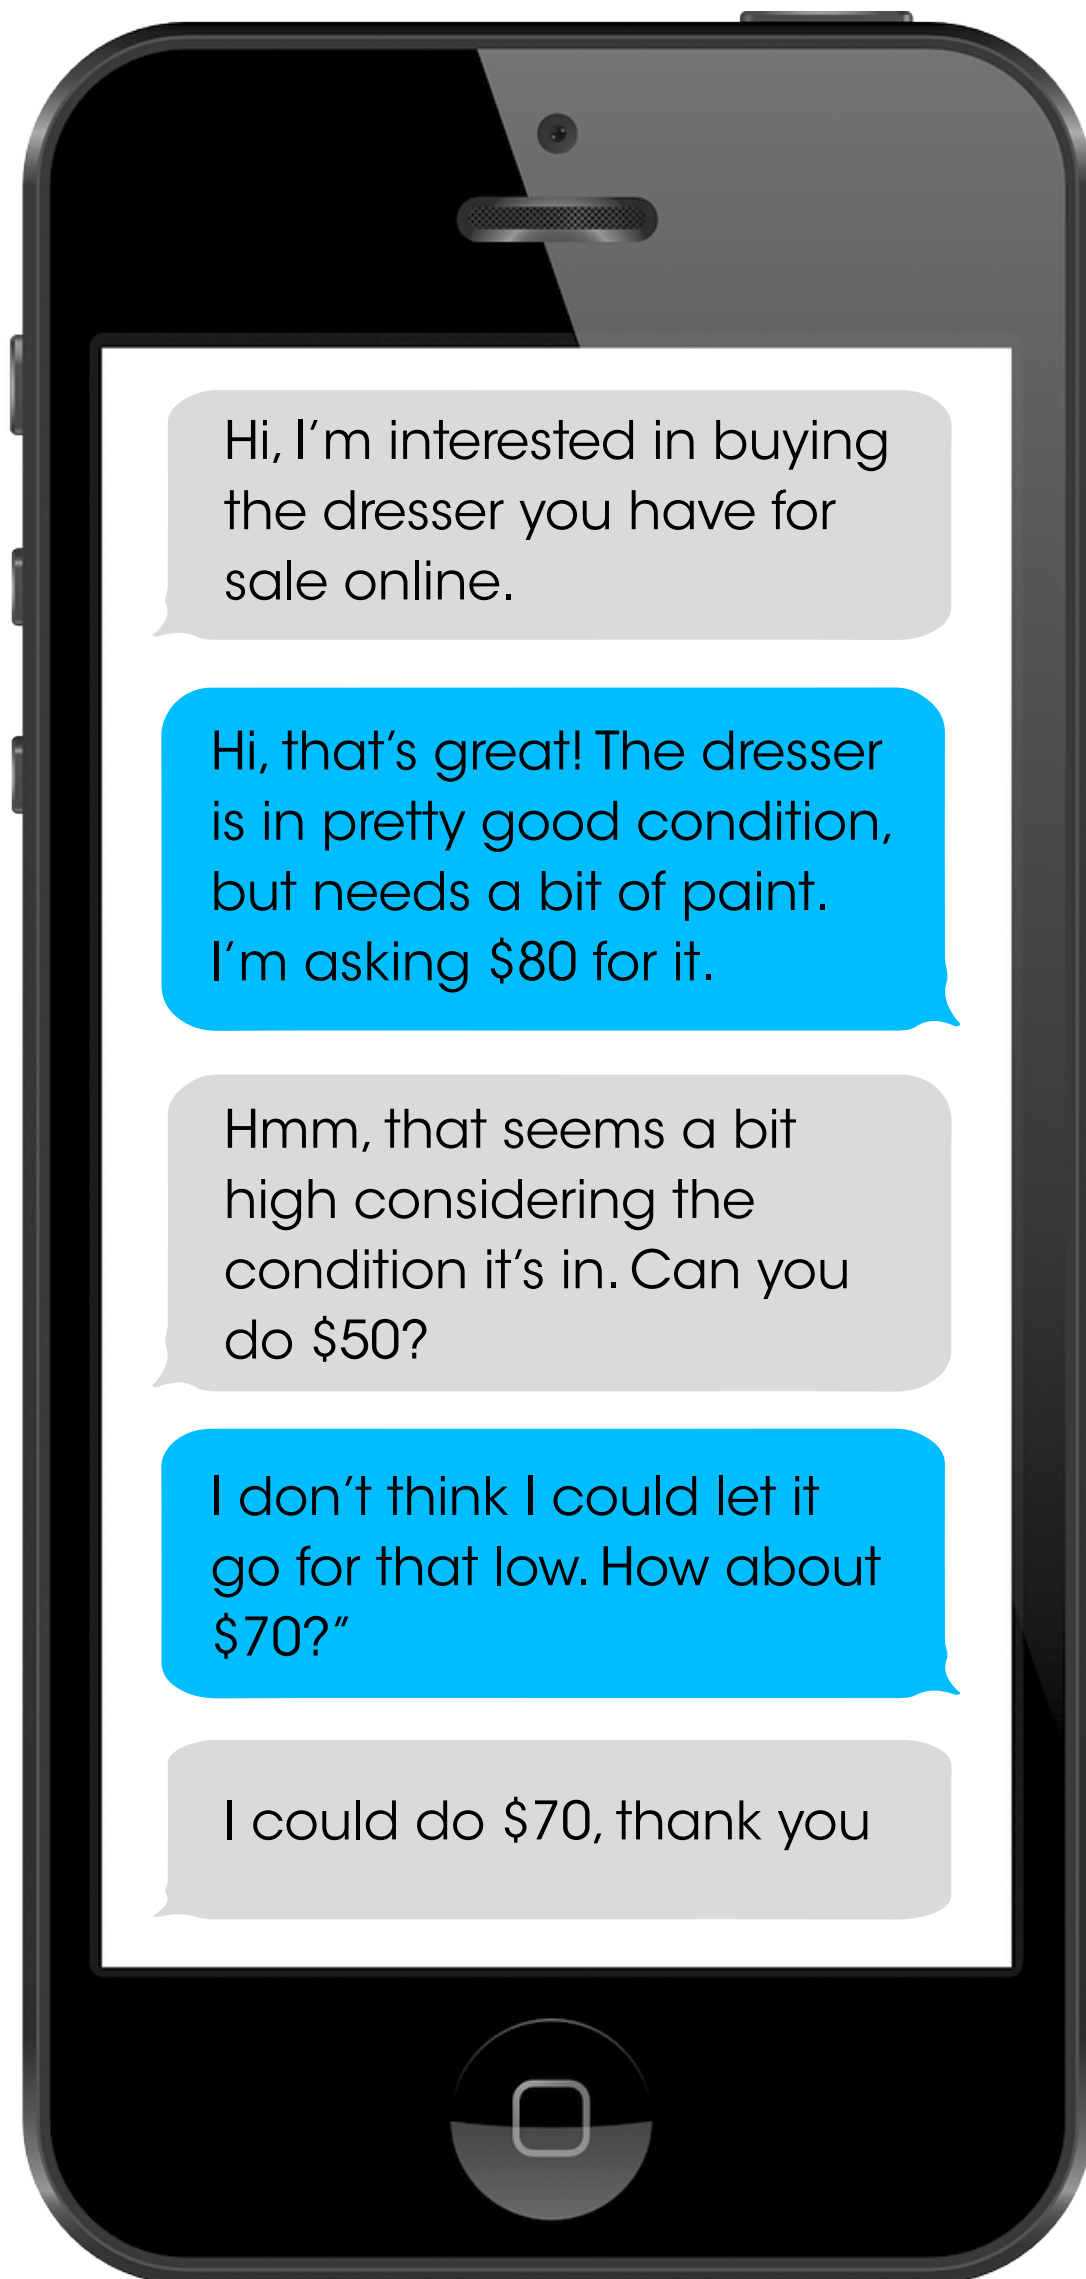 Hi, I’m interested in buying
the dresser you have for
sale online.
Hi, that’s great! The dresser
is in pretty good condition,
but needs a bit of paint.
I’m asking $80 for it.
Hmm, that seems a bit
high considering the
condition it’s in. Can you
do $50?
I don’t think I could let it
go for that low. How about
$70?”
I could do $70, thank you